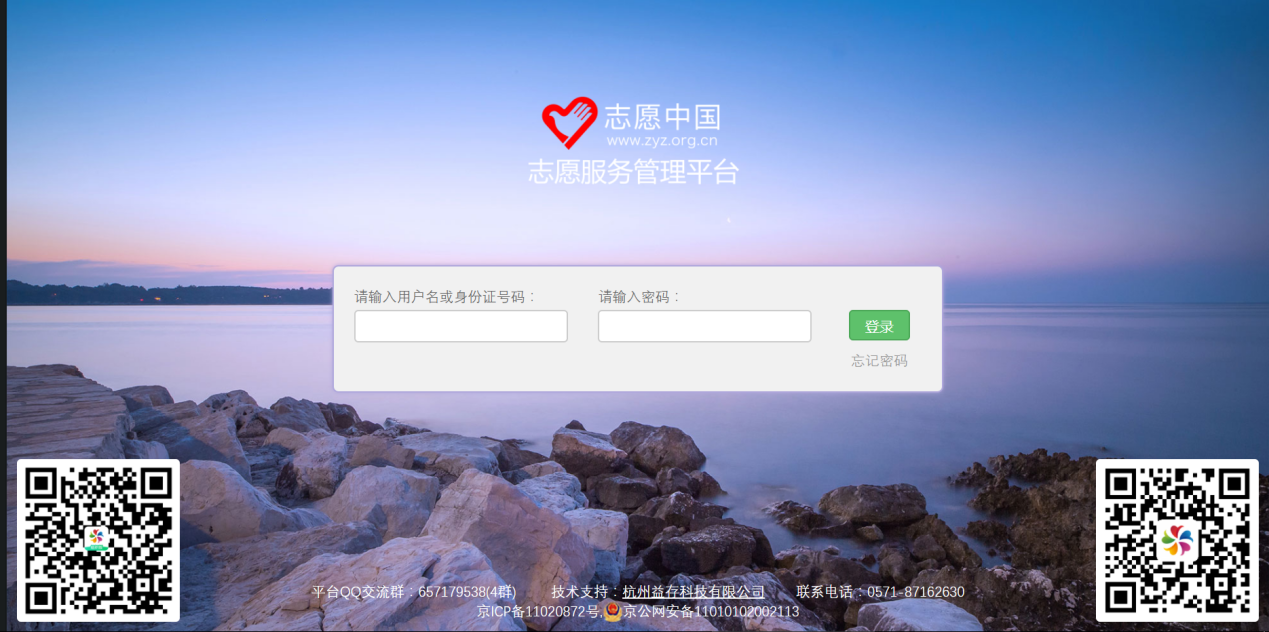 志愿中国
www.zyz.org.cn
志愿服务管理平台
请输入用户名或身份证号码：
请输入密码：
登录
忘记密码
平台QQ交流群：657179538(4群) 技术支持：杭州益存科技有限公司 联系电话：0571-87162630
京ICP备11020872号,京公网安备11010102002113